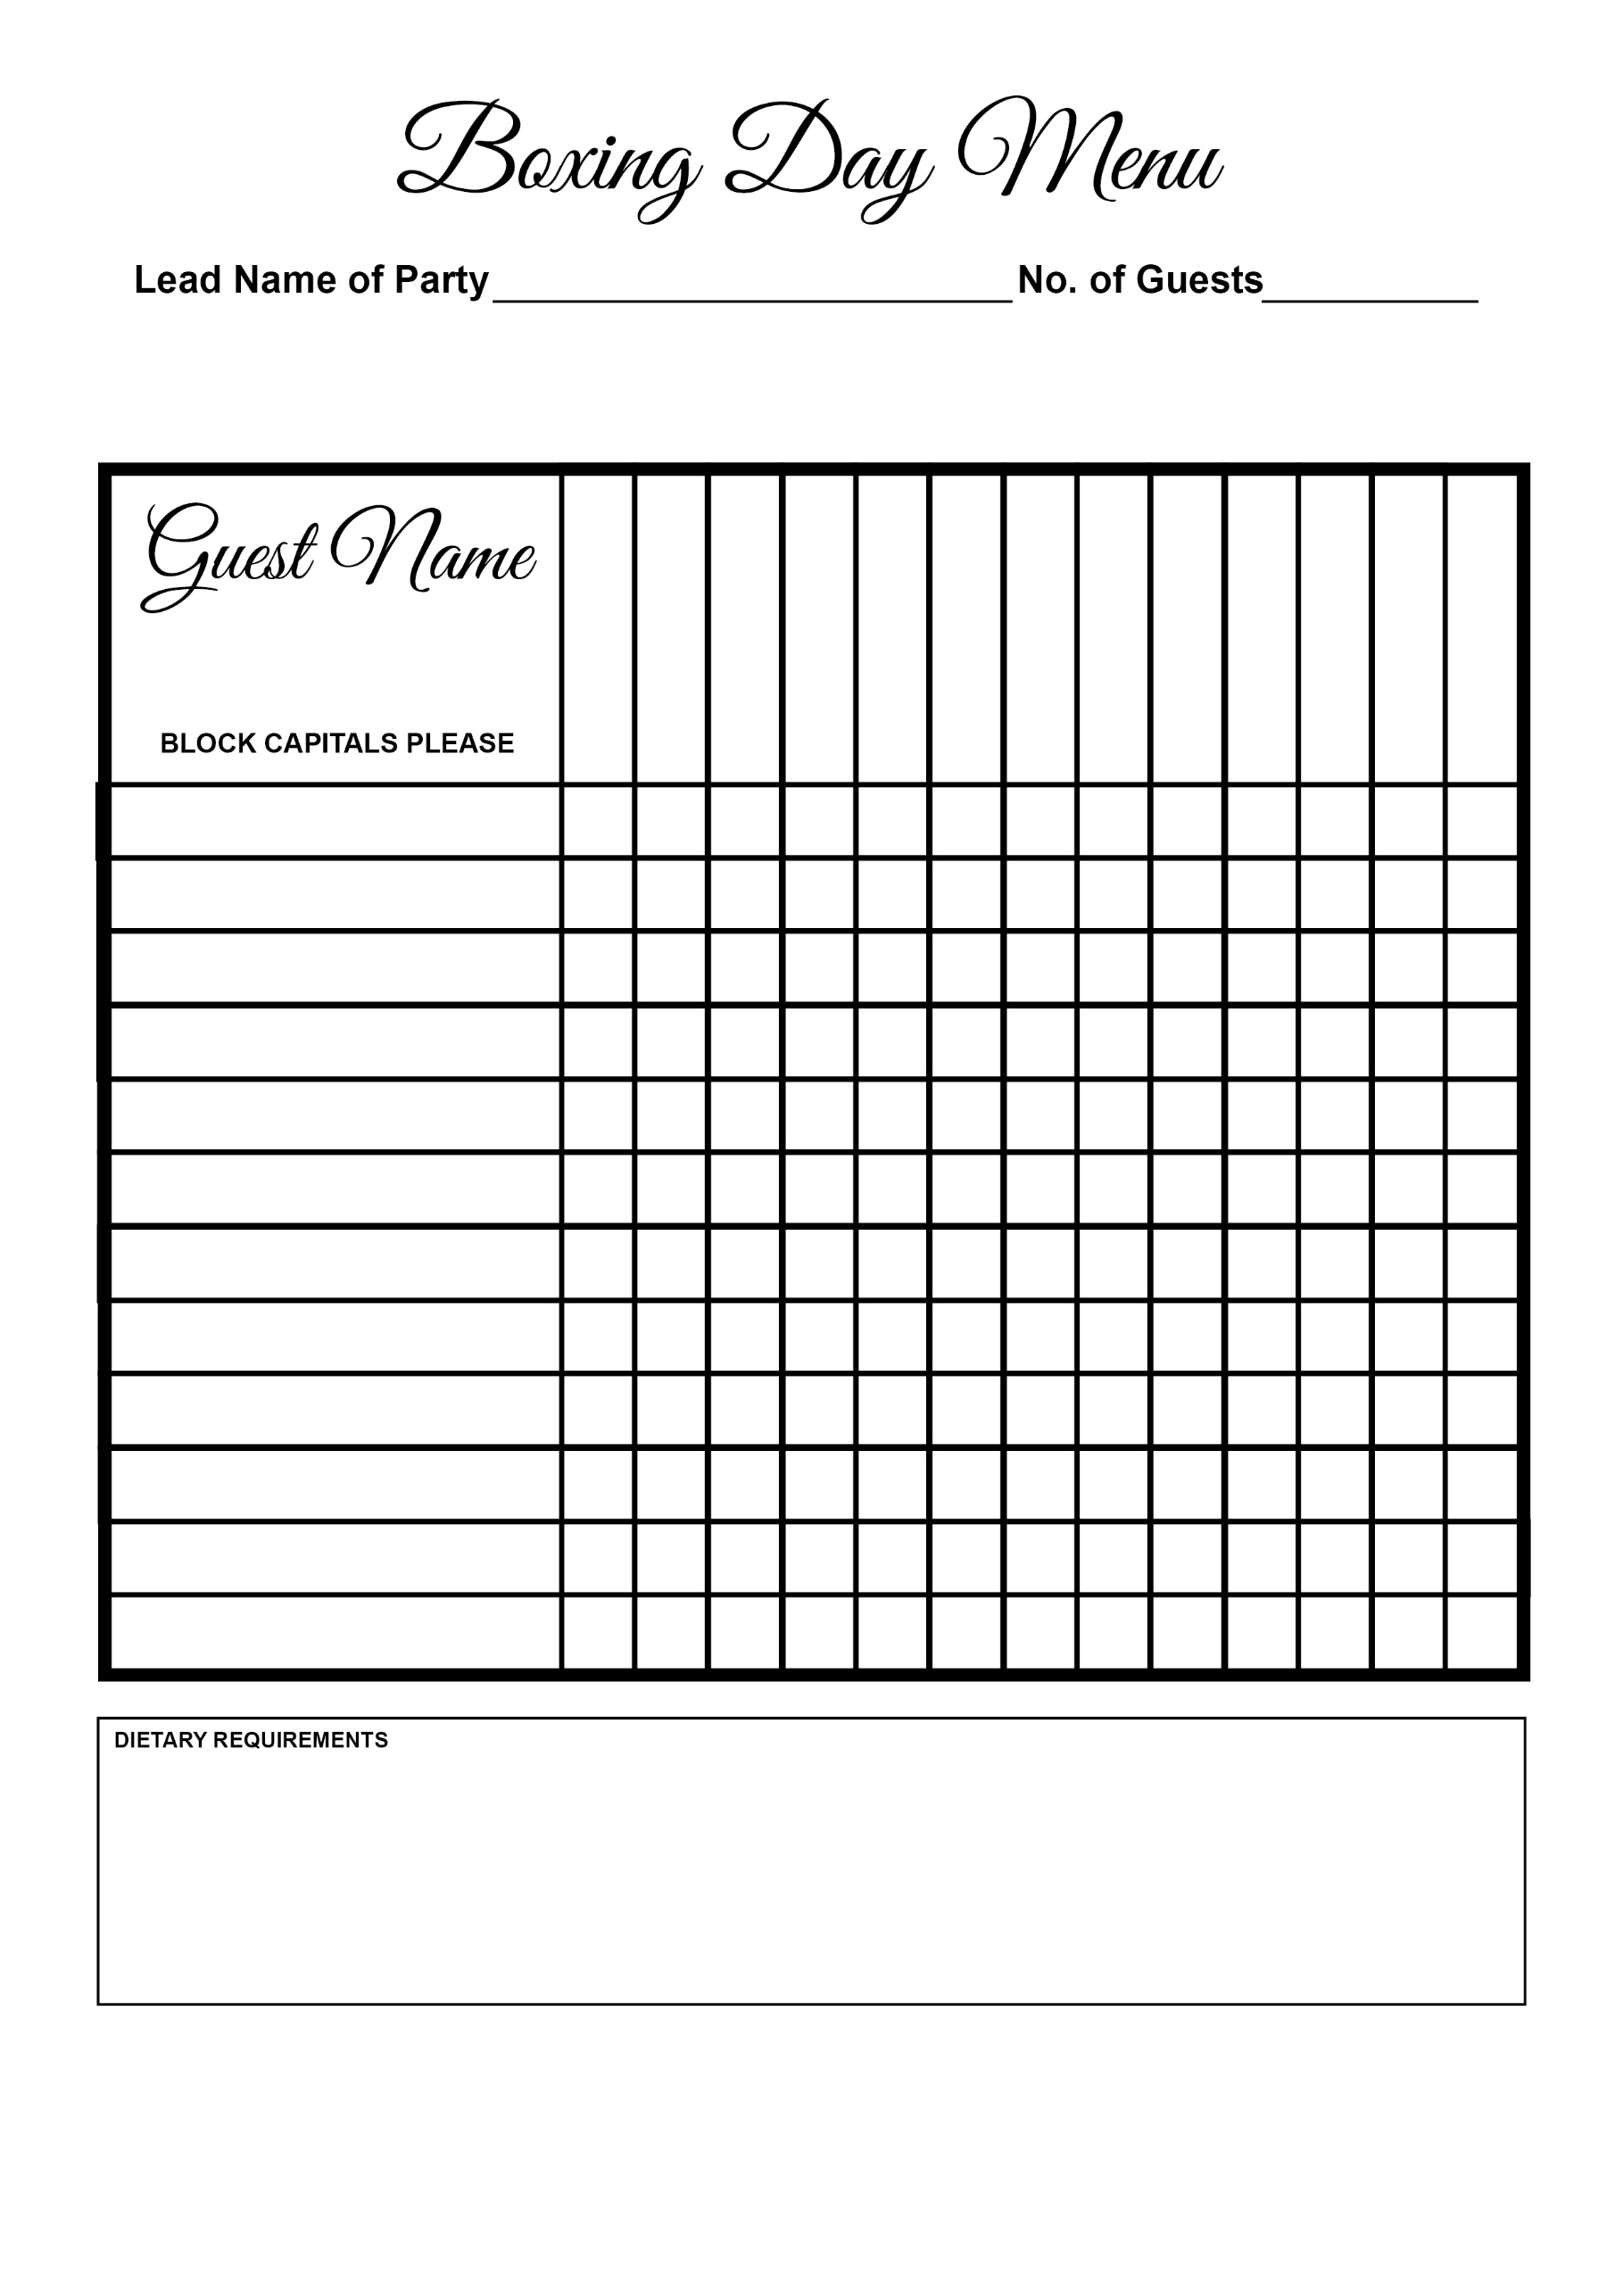 Boxing Day Menu
Lead Name of Party No. of Guests
Guest Name
BLOCK CAPITALS PLEASE
DIETARY REQUIREMENTS